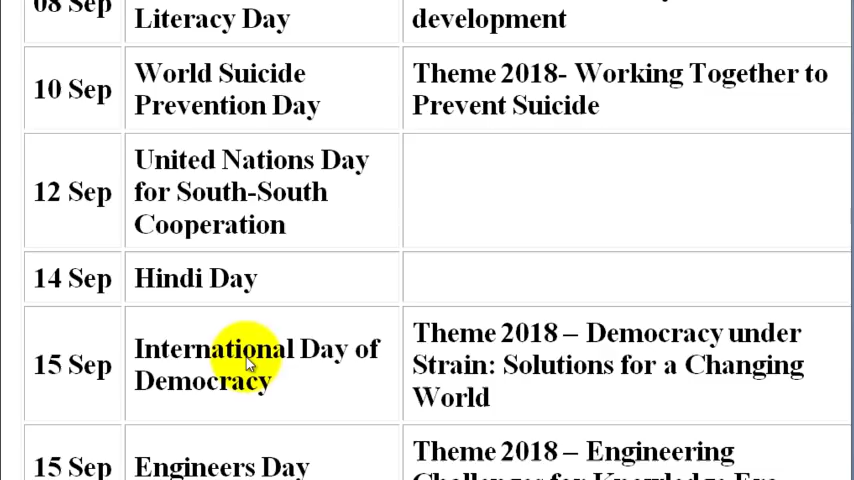 08 Sep
Literacy Day
development
10 Sep
World Suicide
Prevention Day
Theme 2018- Working Together to
Prevent Suicide
12 Sep
United Nations Day
for South-South
Cooperation
14 Sep
Hindi Day
15 Sep
International Day of
Democracy
Theme 2018 – Democracy under
Strain: Solutions for a Changing
World
15 Sep
Engineers Day
Theme 2018 – Engineering